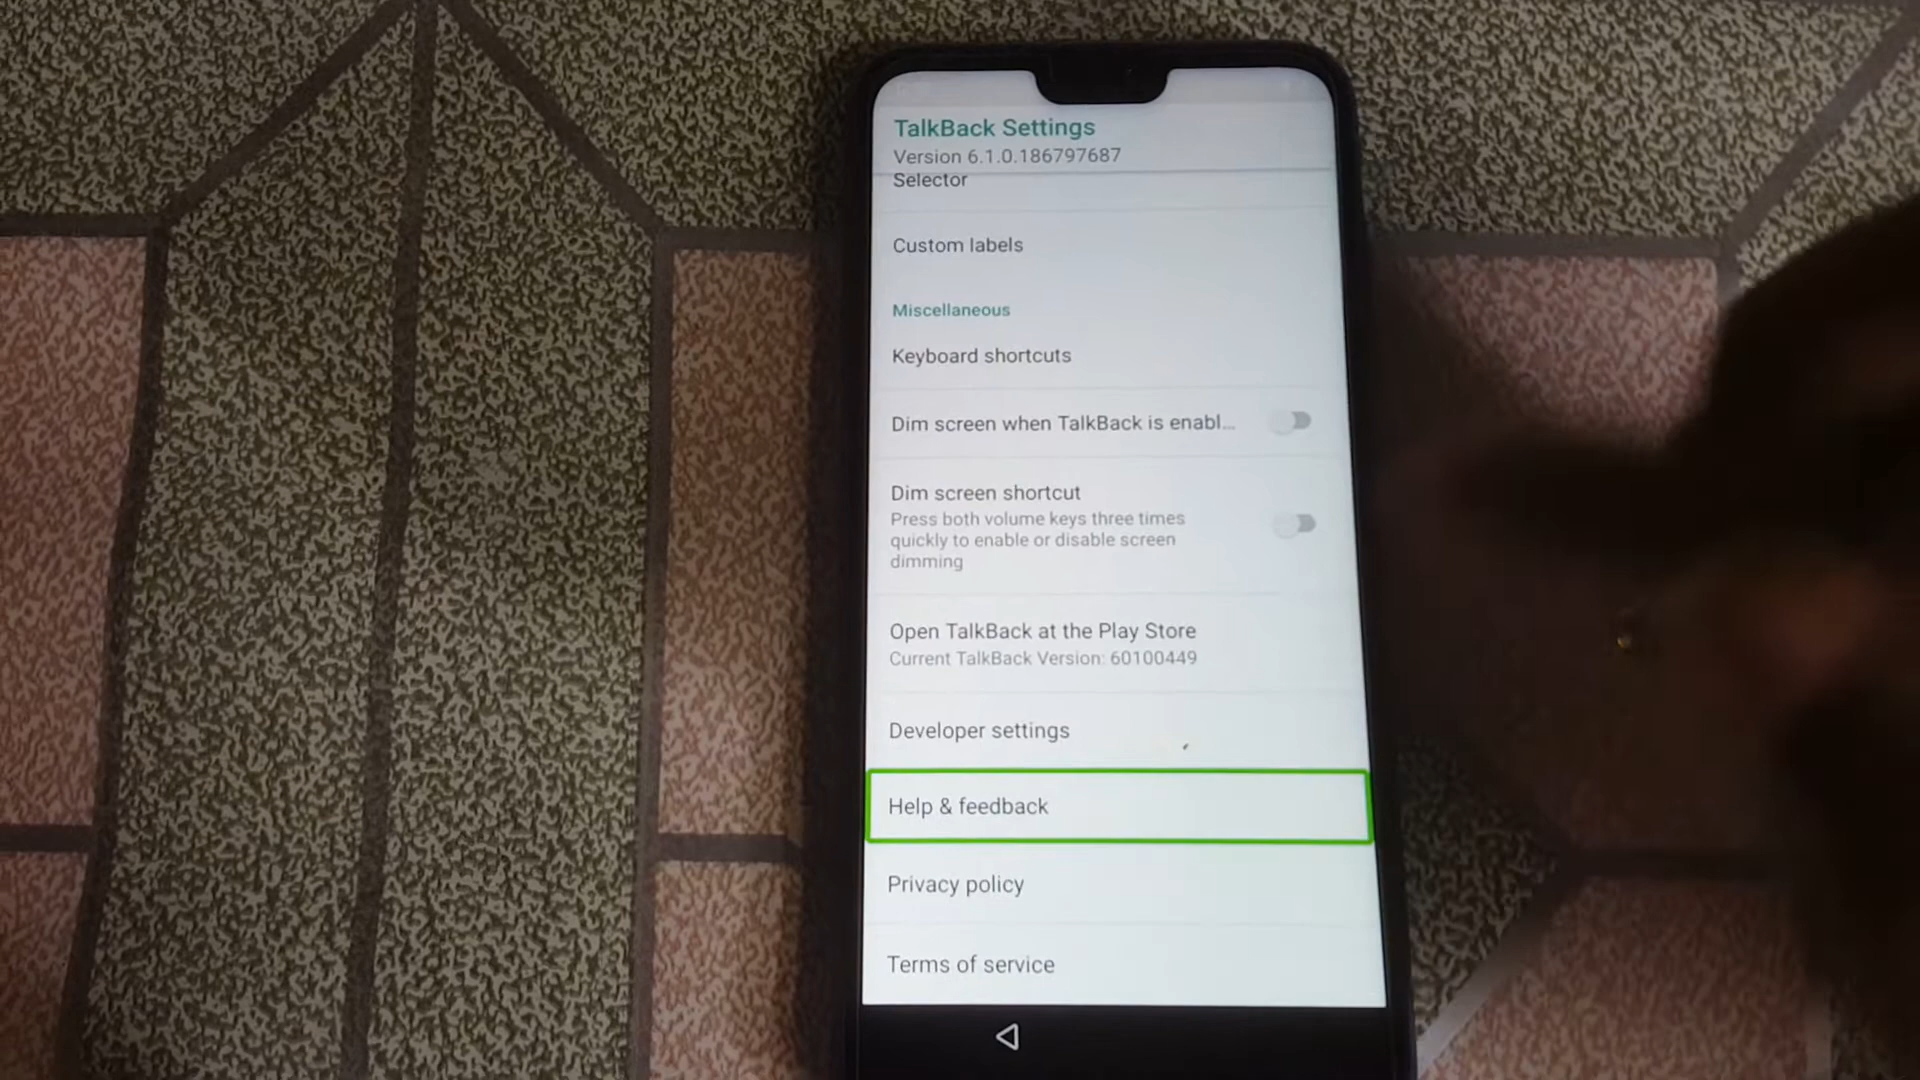 TalkBack Settings
Version 6.1.0.186797687
Selector
Custom labels
Miscellaneous
Keyboard shortcuts
Dim screen when TalkBack is enabl...
Dim screen shortcut
Press both volume keys three times
quickly to enable or disable screen
dimming
Open TalkBack at the Play Store
Current TalkBack Version: 60100449
Developer settings
Help & feedback
Privacy policy
Terms of service